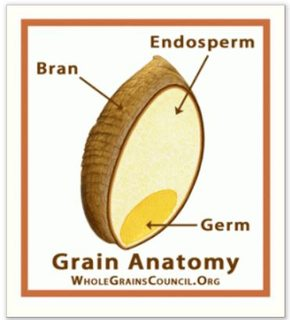 Endosperm
Bran
Germ
Grain Anatomy
WHOLEGRAINSCOUNCIL.ORG